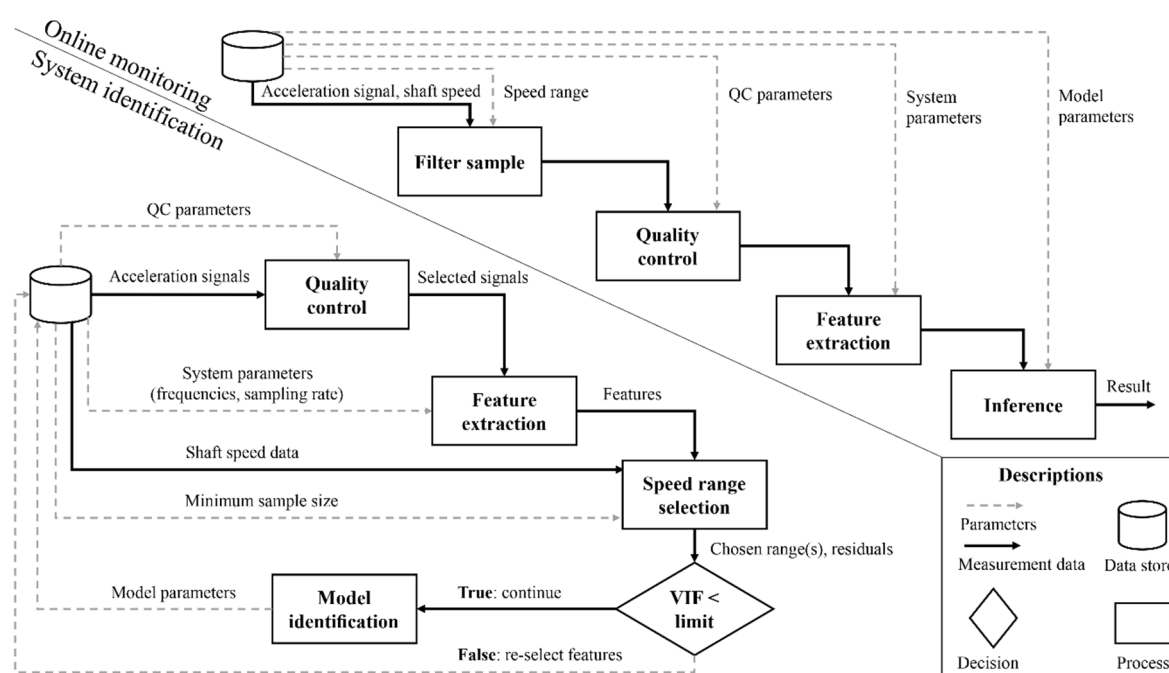 Online monitoring
System identification
Acceleration signal, shaft speed
Speed range
QC parameters
System
parameters
Model
parameters
Filter sample
Quality
control
Feature
extraction
Inference
Result
QC parameters
Acceleration signals
Quality
control
Selected signals
System parameters
(frequencies, sampling rate)
Feature
extraction
Features
Shaft speed data
Minimum sample size
Speed range
selection
Chosen range(s), residuals
VIF <
limit
True: continue
Model
identification
Model parameters
False: re-select features
Descriptions
Parameters
Measurement data
Data store
Decision
Process